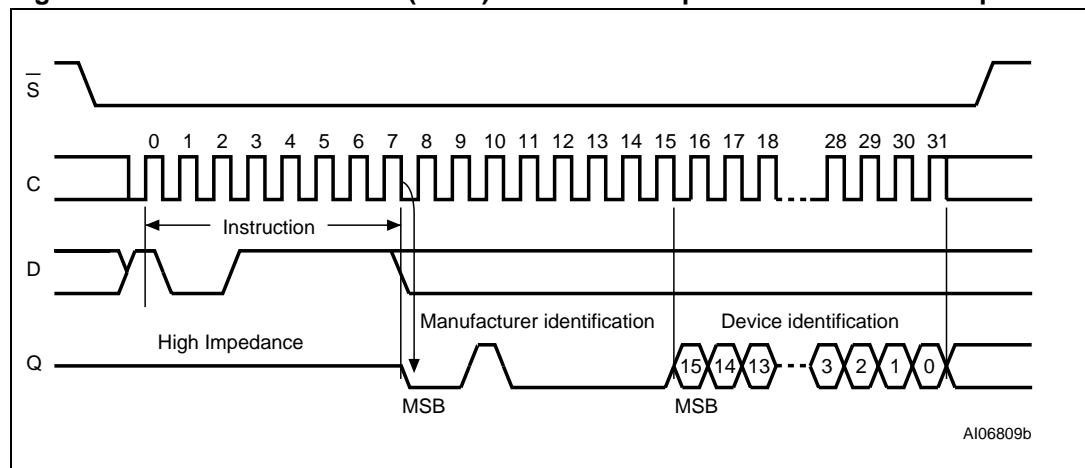 S
0 1 2 3 4 5 6 7 8 9 10 11 12 13 14 15 16 17 18 28 29 30 31
C
Instruction
D
High Impedance
Manufacturer identification
Device identification
Q
15 14 13 3 2 1 0
MSB
MSB
AI06809b